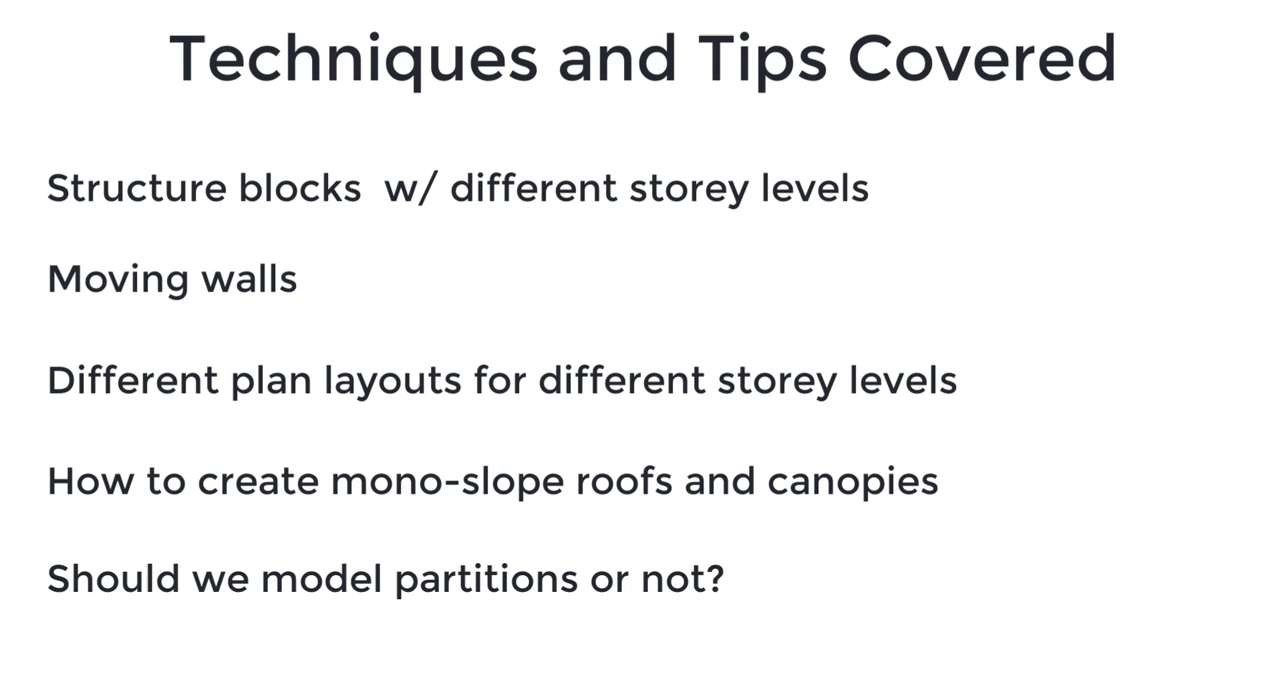 Techniques and Tips Covered
Structure blocks w/ different storey levels
Moving walls
Different plan layouts for different storey levels
How to create mono-slope roofs and canopies
Should we model partitions or not?